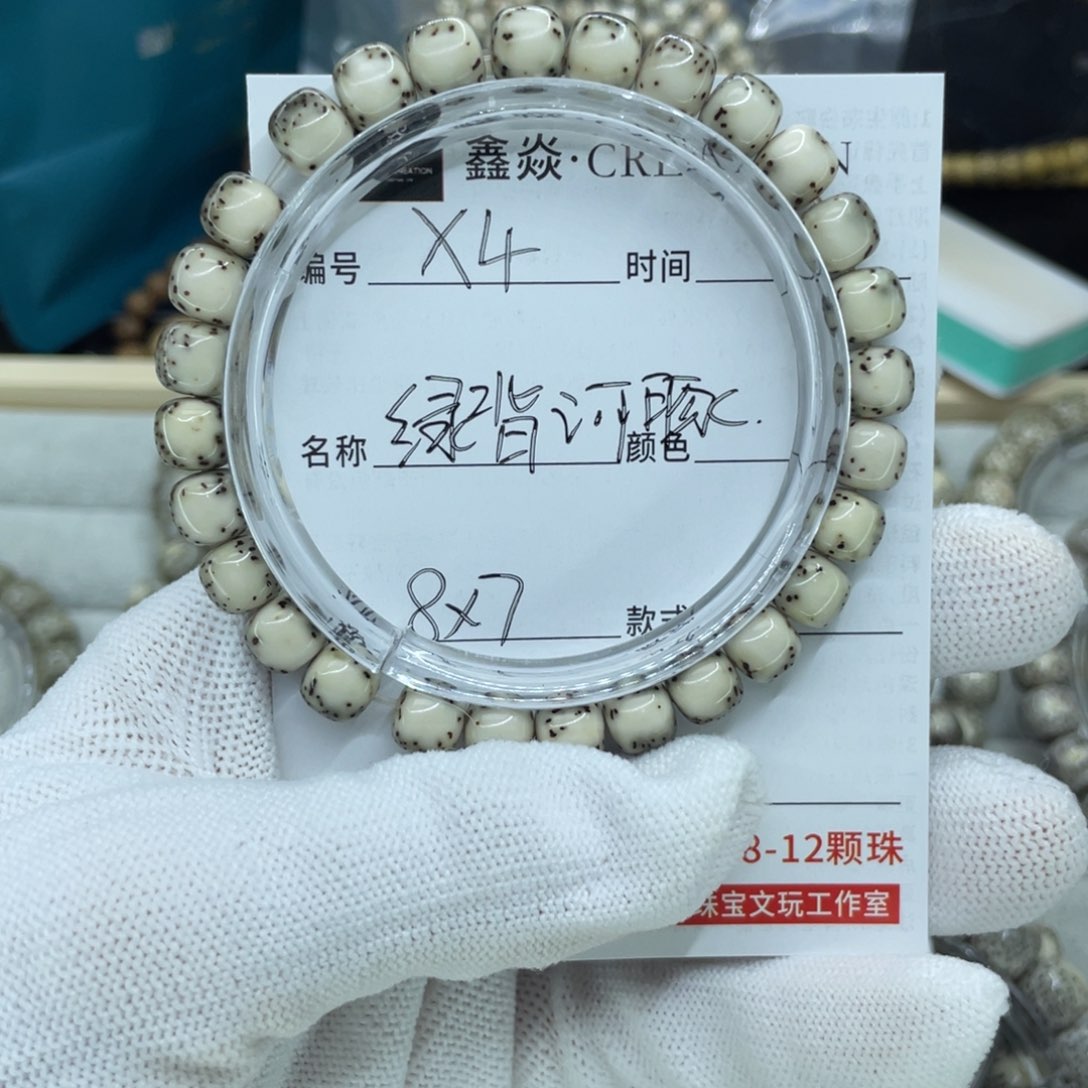 鑫焱·CRE N
编号 X4 时间
名称 绿背河豚 颜色
8x7 款式
8-12颗珠
珠宝文玩工作室